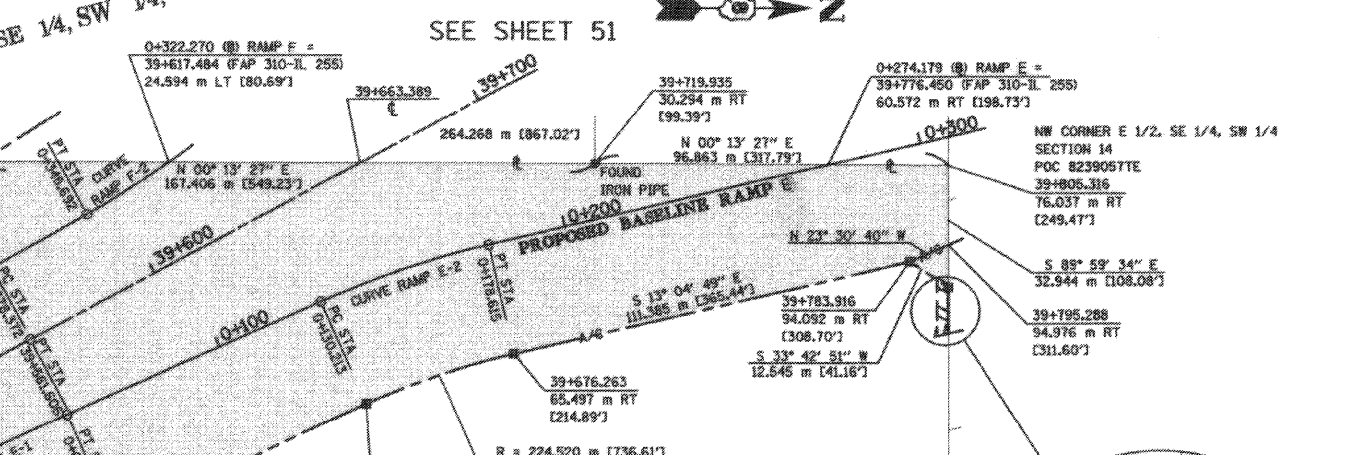 SE 1/4, SW 1/4,
SEE SHEET 51
N
0+322.270 (B) RAMP F =
39+617.484 (FAP 310-IL 255)
24.594 m LT [80.69']
39+663.389
39+700
39+719.935
30.294 m RT
[99.39']
0+274.179 (B) RAMP E =
39+776.450 (FAP 310-IL 255)
60.572 m RT [198.73']
264.268 m [867.02']
N 00° 13' 27" E
96.863 m [317.79']
0+300
NW CORNER E 1/2, SE 1/4, SW 1/4
SECTION 14
POC 8239057TE
39+805.316
76.037 m RT
[249.47']
PT STA
CURVE
RAMP F-2
N 00° 13' 27" E
167.406 m [549.23']
FOUND
IRON PIPE
0+200
PROPOSED BASELINE RAMP E
39+600
N 23° 30' 40" W
A/C
S 89° 59' 34" E
32.944 m [108.08']
CURVE RAMP E-2
PT STA
0+178.615
S 13° 04' 49" E
111.385 m [365.44']
39+783.916
94.092 m RT
[308.70']
39+795.288
94.976 m RT
[311.60']
PC STA
0+100
PC STA
A/C
S 33° 42' 51" W
12.545 m [41.16']
PT STA
39+676.263
65.497 m RT
[214.89']
E-1
PT
R = 224.520 m [736.61']